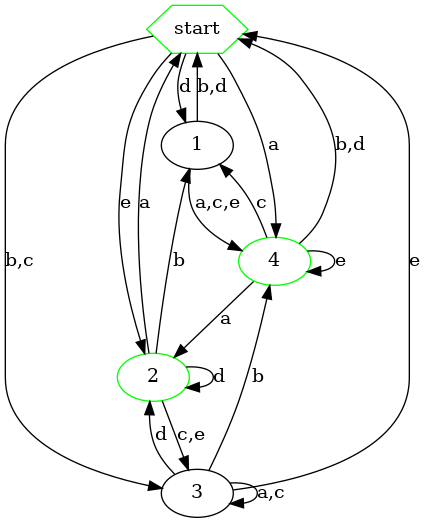 start
d b,d
1
a b,d
e a a,c,e c
b,c b 4 e e
a
2 d
d c,e b
3 a,c